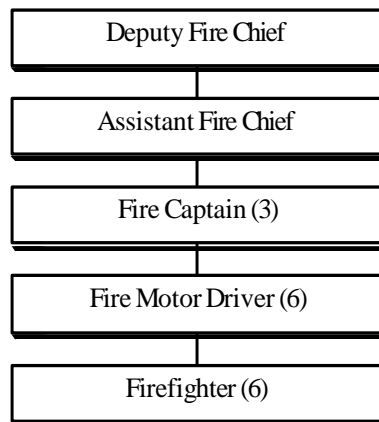 Deputy Fire Chief
Assistant Fire Chief
Fire Captain (3)
Fire Motor Driver (6)
Firefighter (6)